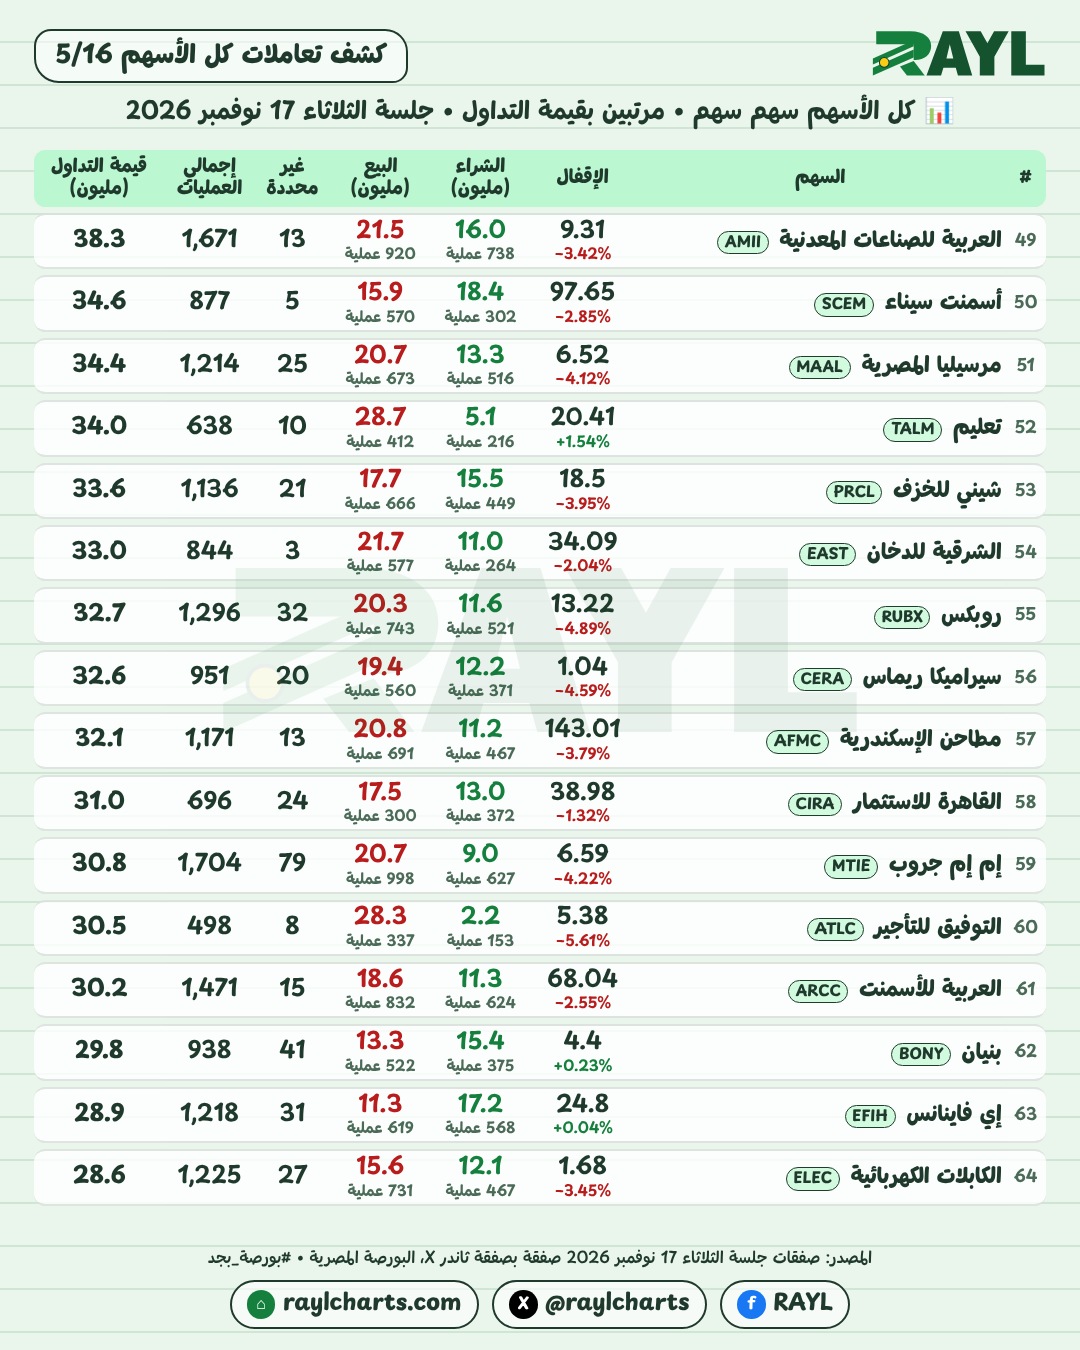 RAYL
كشف تعاملات كل الأسهم 5/16
📊 كل الأسهم سهم سهم • مرتبين بقيمة التداول • جلسة الثلاثاء 17 نوفمبر 2026
# السهم الإقفال الشراء (مليون) البيع (مليون) غير محددة إجمالي العمليات قيمة التداول (مليون)
49 العربية للصناعات المعدنية AMII 9.31 16.0 21.5 13 1,671 38.3
-3.42% 738 عملية 920 عملية
50 أسمنت سيناء SCEM 97.65 18.4 15.9 5 877 34.6
-2.85% 302 عملية 570 عملية
51 مرسيليا المصرية MAAL 6.52 13.3 20.7 25 1,214 34.4
-4.12% 516 عملية 673 عملية
52 تعليم TALM 20.41 5.1 28.7 10 638 34.0
+1.54% 216 عملية 412 عملية
53 شيني للخزف PRCL 18.5 15.5 17.7 21 1,136 33.6
-3.95% 449 عملية 666 عملية
54 الشرقية للدخان EAST 34.09 11.0 21.7 3 844 33.0
-2.04% 264 عملية 577 عملية
55 روبكس RUBX 13.22 11.6 20.3 32 1,296 32.7
-4.89% 521 عملية 743 عملية
56 سيراميكا ريماس CERA 1.04 12.2 19.4 20 951 32.6
-4.59% 371 عملية 560 عملية
57 مطاحن الإسكندرية AFMC 143.01 11.2 20.8 13 1,171 32.1
-3.79% 467 عملية 691 عملية
58 القاهرة للاستثمار CIRA 38.98 13.0 17.5 24 696 31.0
-1.32% 372 عملية 300 عملية
59 إم إم جروب MTIE 6.59 9.0 20.7 79 1,704 30.8
-4.22% 627 عملية 998 عملية
60 التوفيق للتأجير ATLC 5.38 2.2 28.3 8 498 30.5
-5.61% 153 عملية 337 عملية
61 العربية للأسمنت ARCC 68.04 11.3 18.6 15 1,471 30.2
-2.55% 624 عملية 832 عملية
62 بنيان BONY 4.4 15.4 13.3 41 938 29.8
+0.23% 375 عملية 522 عملية
63 إي فاينانس EFIH 24.8 17.2 11.3 31 1,218 28.9
+0.04% 568 عملية 619 عملية
64 الكابلات الكهربائية ELEC 1.68 12.1 15.6 27 1,225 28.6
-3.45% 467 عملية 731 عملية
RAYL
المصدر: صفقات جلسة الثلاثاء 17 نوفمبر 2026 صفقة بصفقة ثاندر X، البورصة المصرية • #بورصة_بجد
raylcharts.com
@raylcharts
RAYL